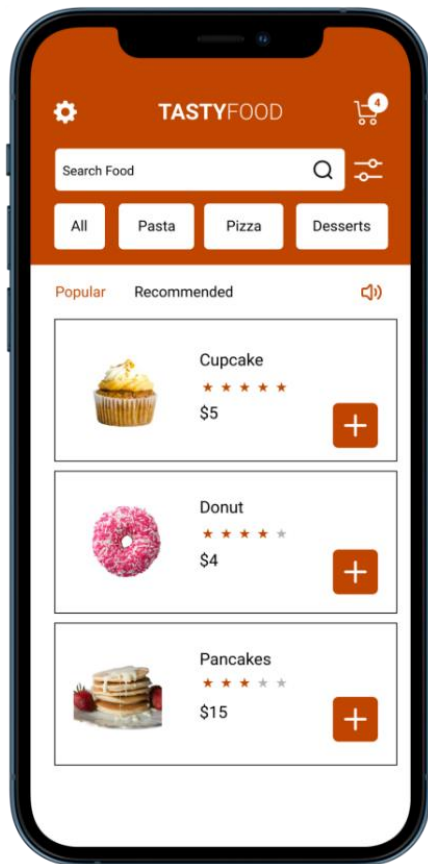 TASTYFOOD
4
Search Food
All Pasta Pizza Desserts
Popular Recommended
Cupcake
$5
Donut
$4
Pancakes
$15